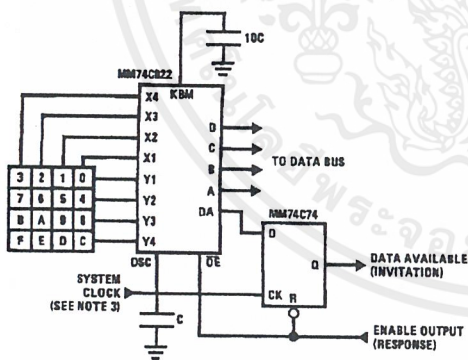 10C
MM74C922
KBM
X4
X3
X2
X1
Y1
Y2
Y3
Y4
D
C
B
A
DA
TO DATA BUS
3 2 1 0
7 6 5 4
B A 9 8
F E D C
OSC
OE
MM74C74
D
Q
CK
R
DATA AVAILABLE
(INVITATION)
SYSTEM
CLOCK
(SEE NOTE 3)
C
ENABLE OUTPUT
(RESPONSE)